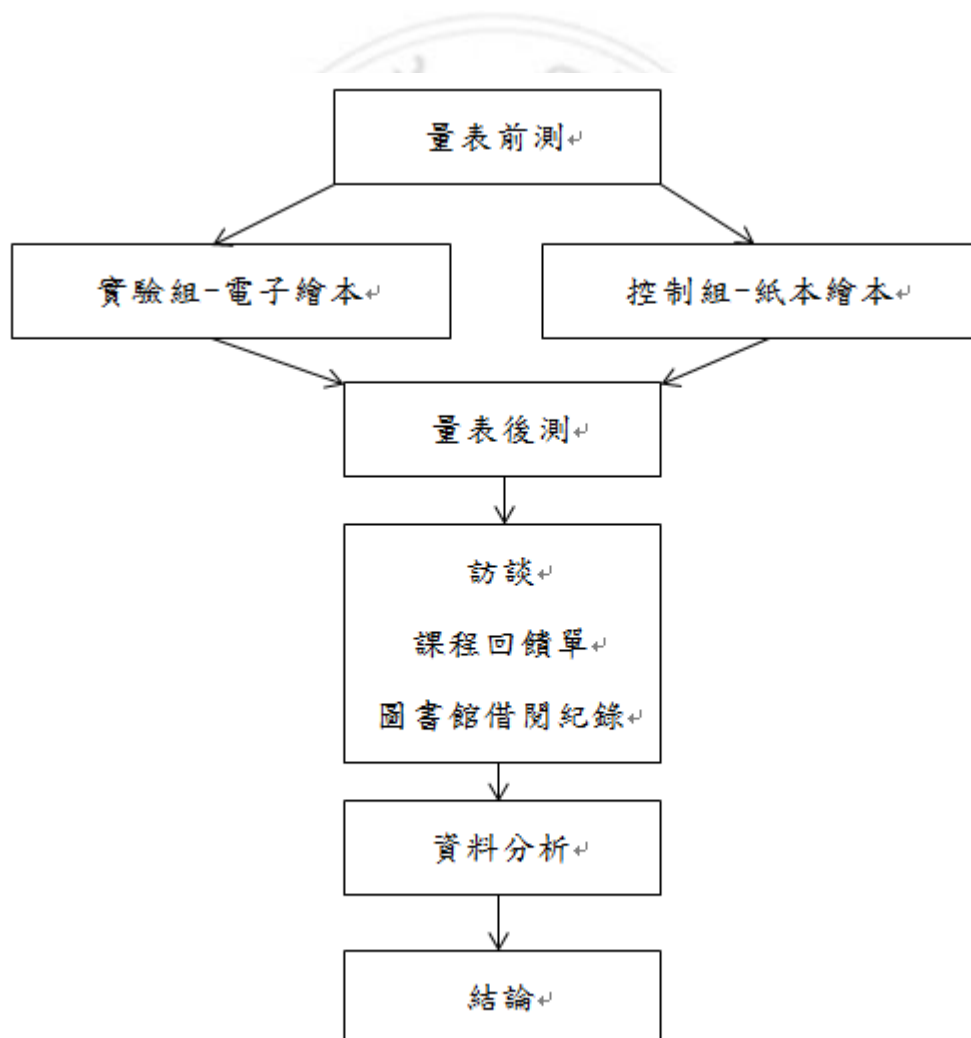 量表前測
實驗組-電子繪本
控制組-紙本繪本
量表後測
訪談
課程回饋單
圖書館借閱紀錄
資料分析
結論